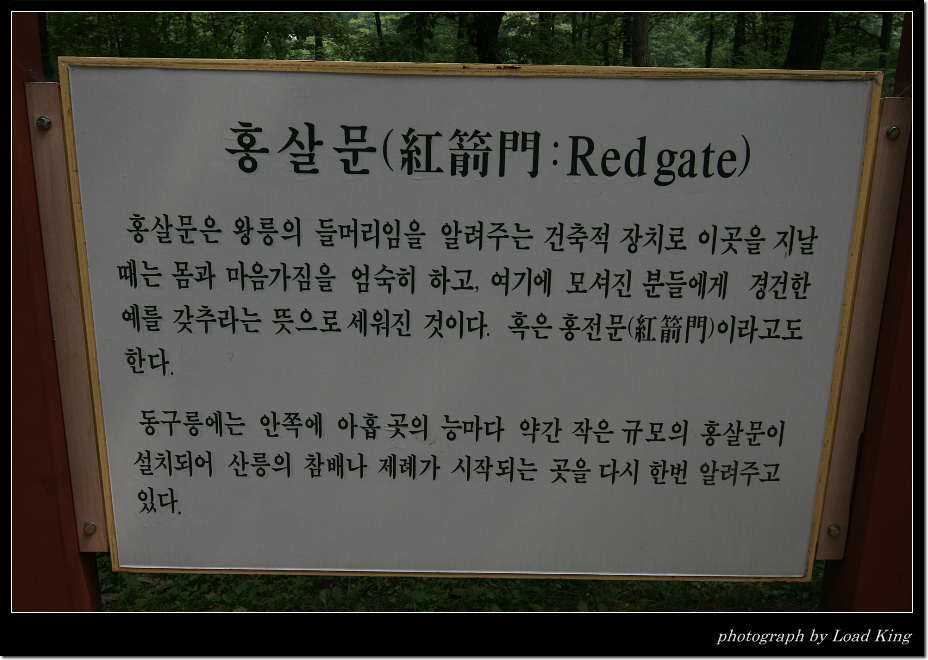 홍살문(紅箭門:Red gate)
홍살문은 왕릉의 들머리임을 알려주는 건축적 장치로 이곳을 지날
때는 몸과 마음가짐을 엄숙히 하고, 여기에 모셔진 분들에게 경건한
예를 갖추라는 뜻으로 세워진 것이다. 혹은 홍전문(紅箭門)이라고도
한다.
동구릉에는 안쪽에 아홉 곳의 능마다 약간 작은 규모의 홍살문이
설치되어 산릉의 참배나 제례가 시작되는 곳을 다시 한번 알려주고
있다.
photograph by Load King